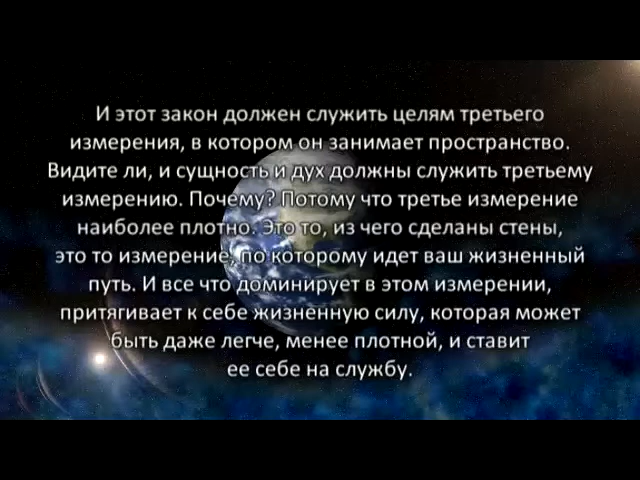 И этот закон должен служить целям третьего
измерения, в котором он занимает пространство.
Видите ли, и сущность и дух должны служить третьему
измерению. Почему? Потому что третье измерение
наиболее плотно. Это то, из чего сделаны стены,
это то измерение, по которому идет ваш жизненный
путь. И все что доминирует в этом измерении,
притягивает к себе жизненную силу, которая может
быть даже легче, менее плотной, и ставит
ее себе на службу.